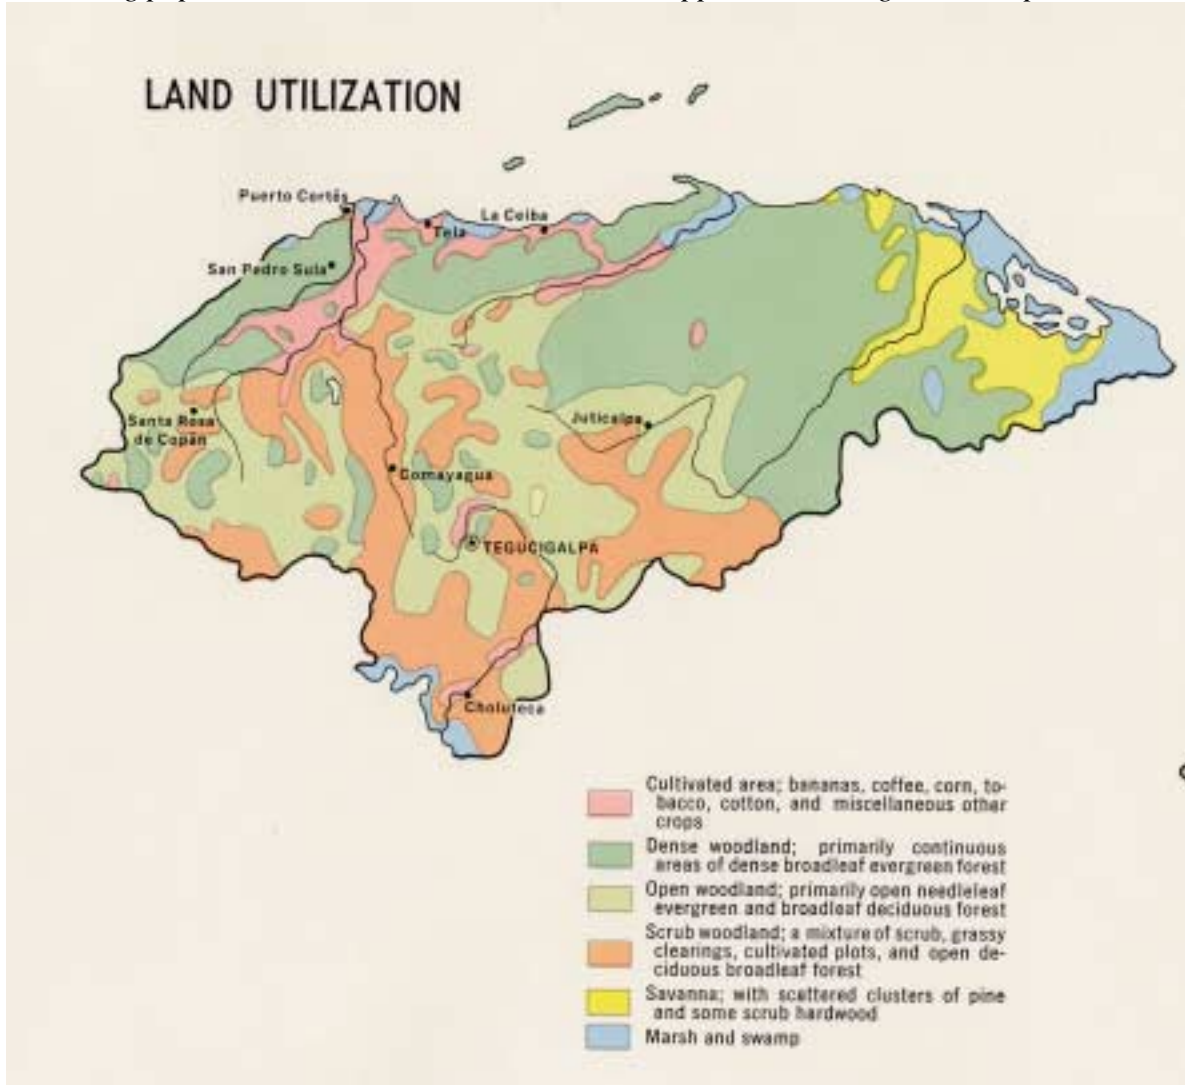 LAND UTILIZATION
Puerto Cortés
La Ceiba
Tela
San Pedro Sula
Juticalpa
Santa Rosa
de Copán
Comayagua
TEGUCIGALPA
Choluteca
Cultivated area; bananas, coffee, corn, to-
bacco, cotton, and miscellaneous other
crops
Dense woodland; primarily continuous
areas of dense broadleaf evergreen forest
Open woodland; primarily open needleleaf
evergreen and broadleaf deciduous forest
Scrub woodland; a mixture of scrub, grassy
clearings, cultivated plots, and open de-
ciduous broadleaf forest
Savanna; with scattered clusters of pine
and some scrub hardwood
Marsh and swamp